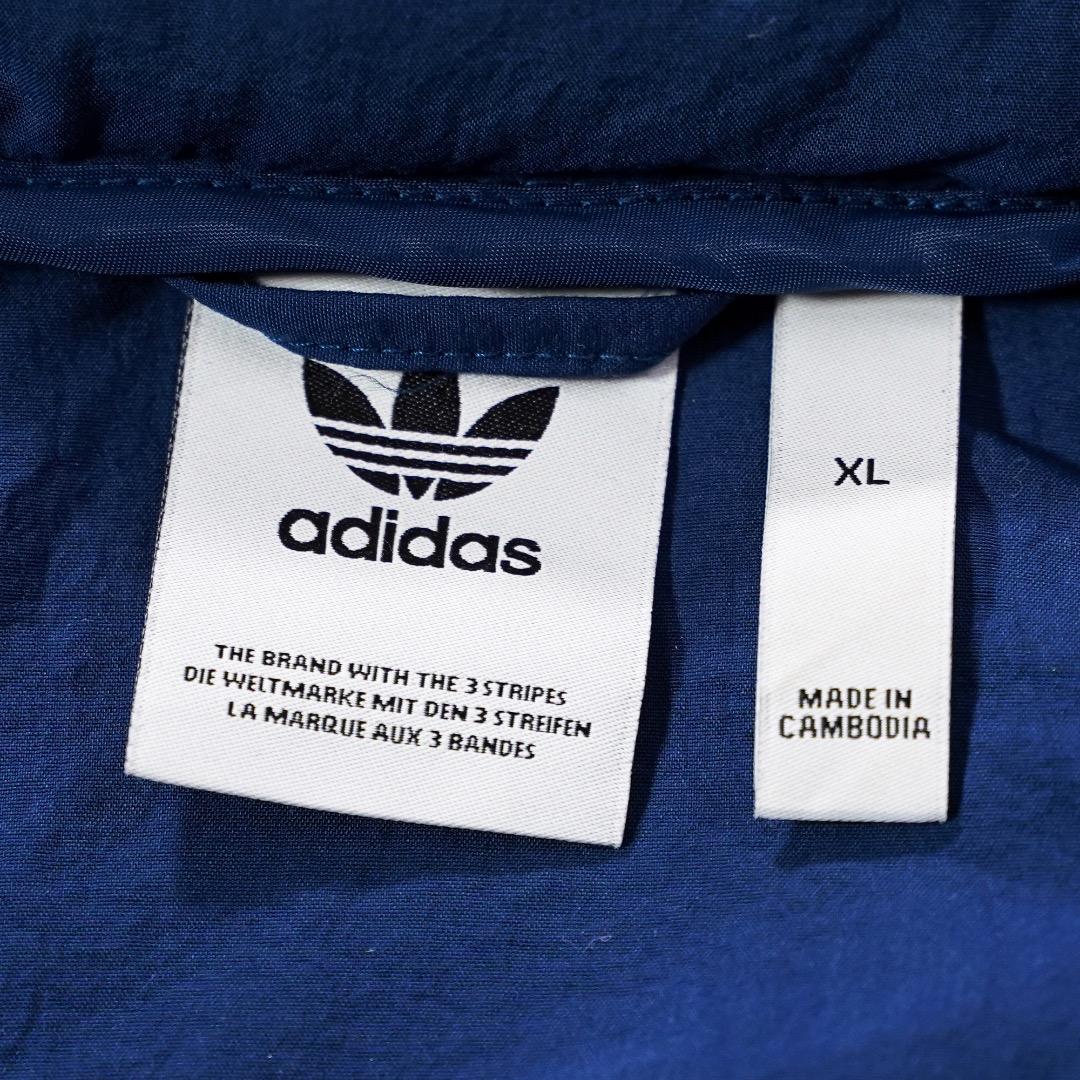 adidas
THE BRAND WITH THE 3 STRIPES
DIE WELTMARKE MIT DEN 3 STREIFEN
LA MARQUE AUX 3 BANDES
XL
MADE IN
CAMBODIA